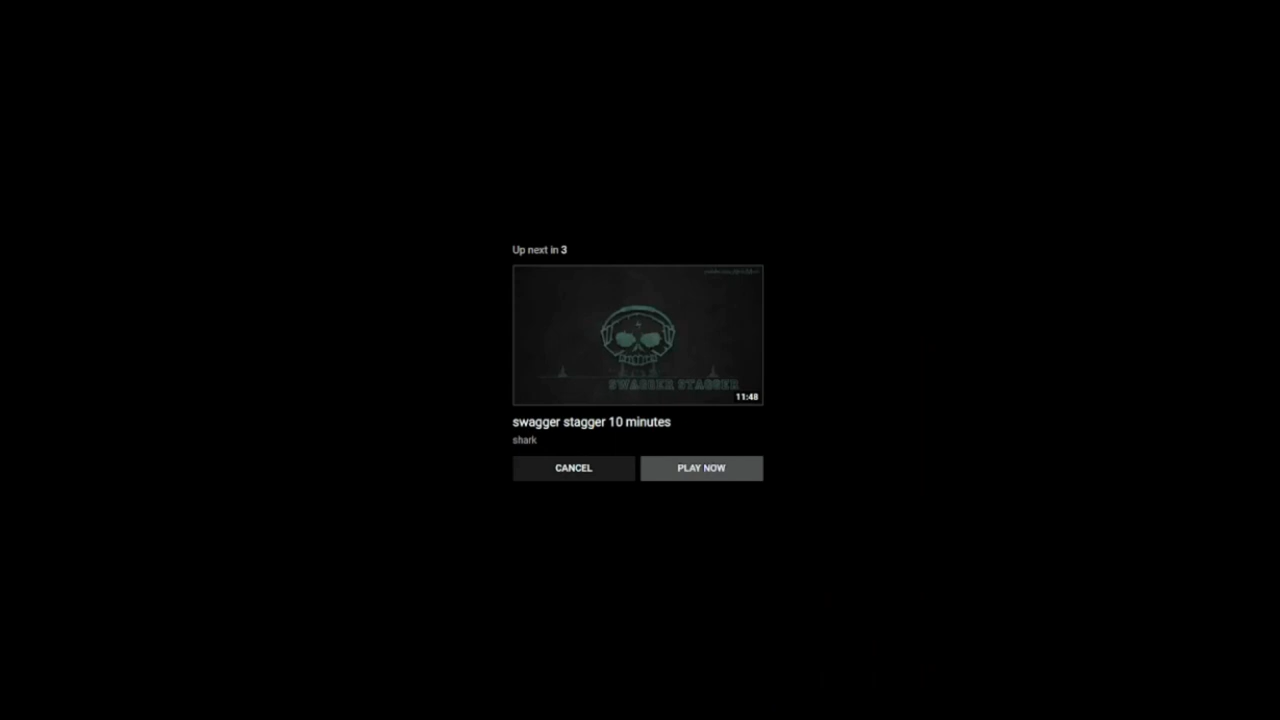 Up next in 3
SWAGGER STAGGER
11:48
swagger stagger 10 minutes
shark
CANCEL
PLAY NOW